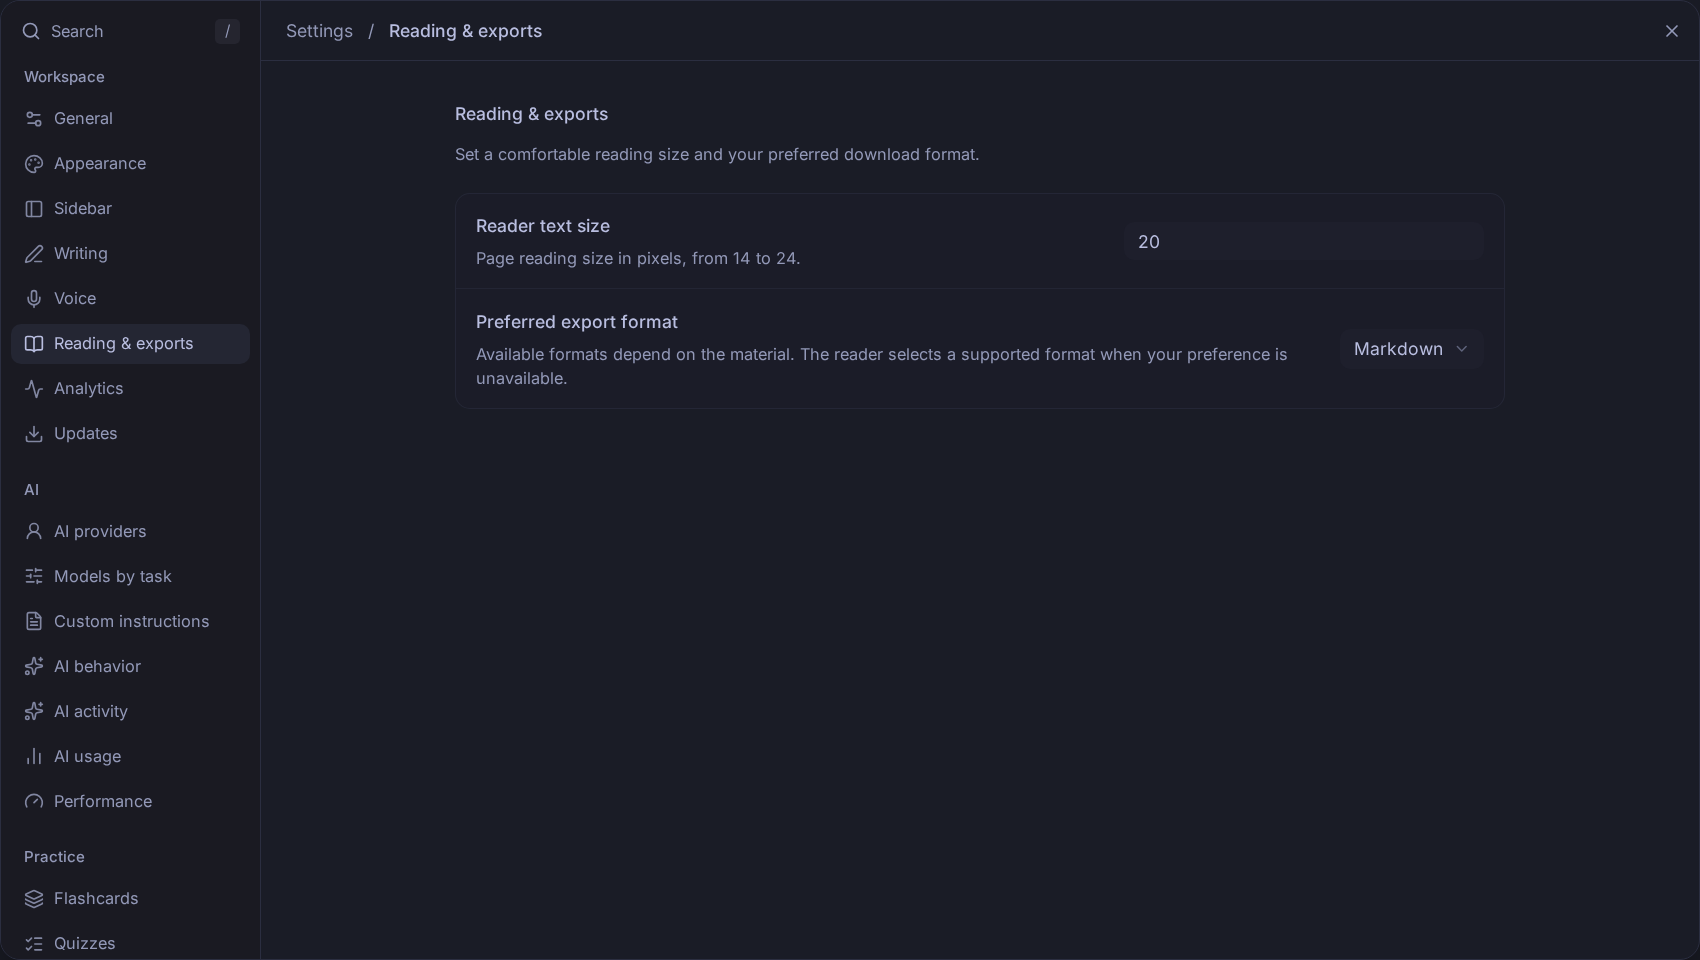 Search
/
Workspace
General
Appearance
Sidebar
Writing
Voice
Reading & exports
Analytics
Updates
AI
AI providers
Models by task
Custom instructions
AI behavior
AI activity
AI usage
Performance
Practice
Flashcards
Quizzes
Settings / Reading & exports
Reading & exports
Set a comfortable reading size and your preferred download format.
Reader text size
Page reading size in pixels, from 14 to 24.
20
Preferred export format
Available formats depend on the material. The reader selects a supported format when your preference is
unavailable.
Markdown